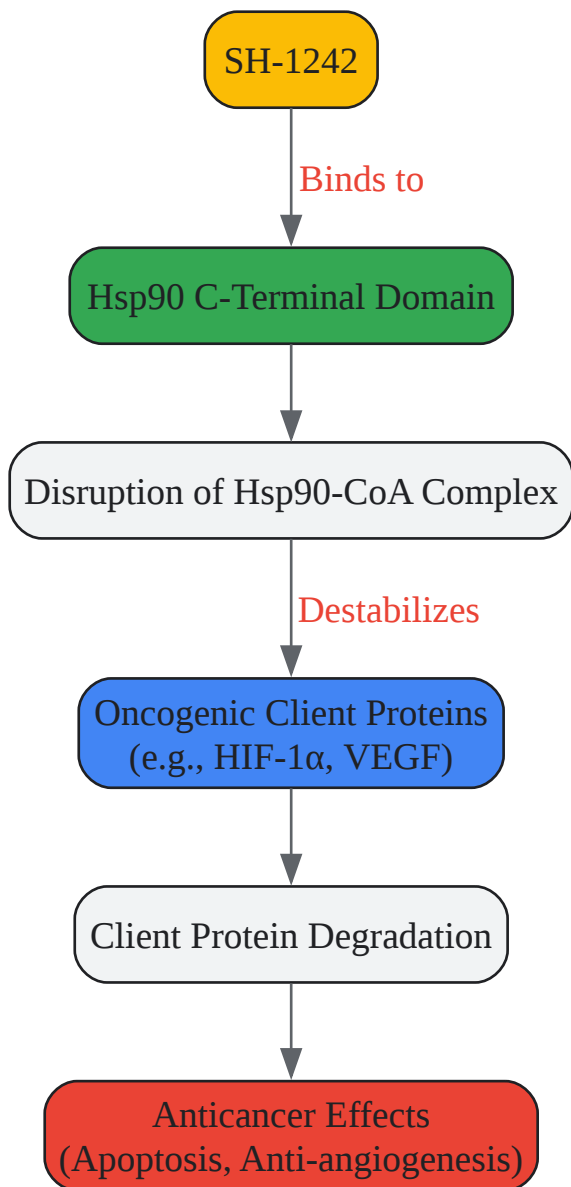 SH-1242
Binds to
Hsp90 C-Terminal Domain
Disruption of Hsp90-CoA Complex
Destabilizes
Oncogenic Client Proteins
(e.g., HIF-1α, VEGF)
Client Protein Degradation
Anticancer Effects
(Apoptosis, Anti-angiogenesis)